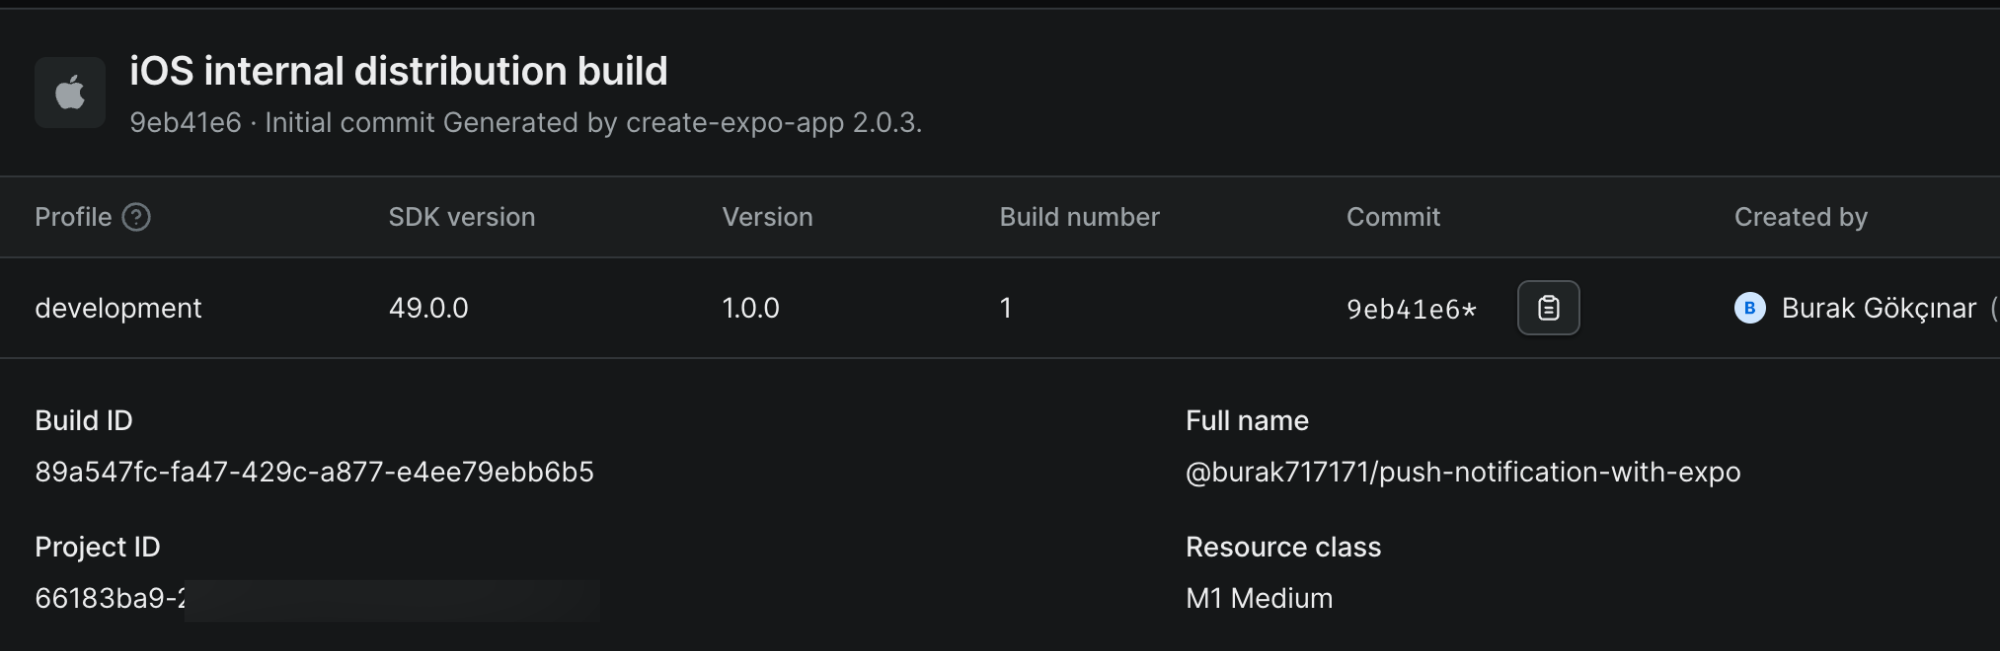 iOS internal distribution build
9eb41e6 · Initial commit Generated by create-expo-app 2.0.3.
Profile ? SDK version Version Build number Commit Created by
development 49.0.0 1.0.0 1 9eb41e6* B Burak Gökçınar (
Build ID Full name
89a547fc-fa47-429c-a877-e4ee79ebb6b5 @burak717171/push-notification-with-expo
Project ID Resource class
66183ba9-2 M1 Medium